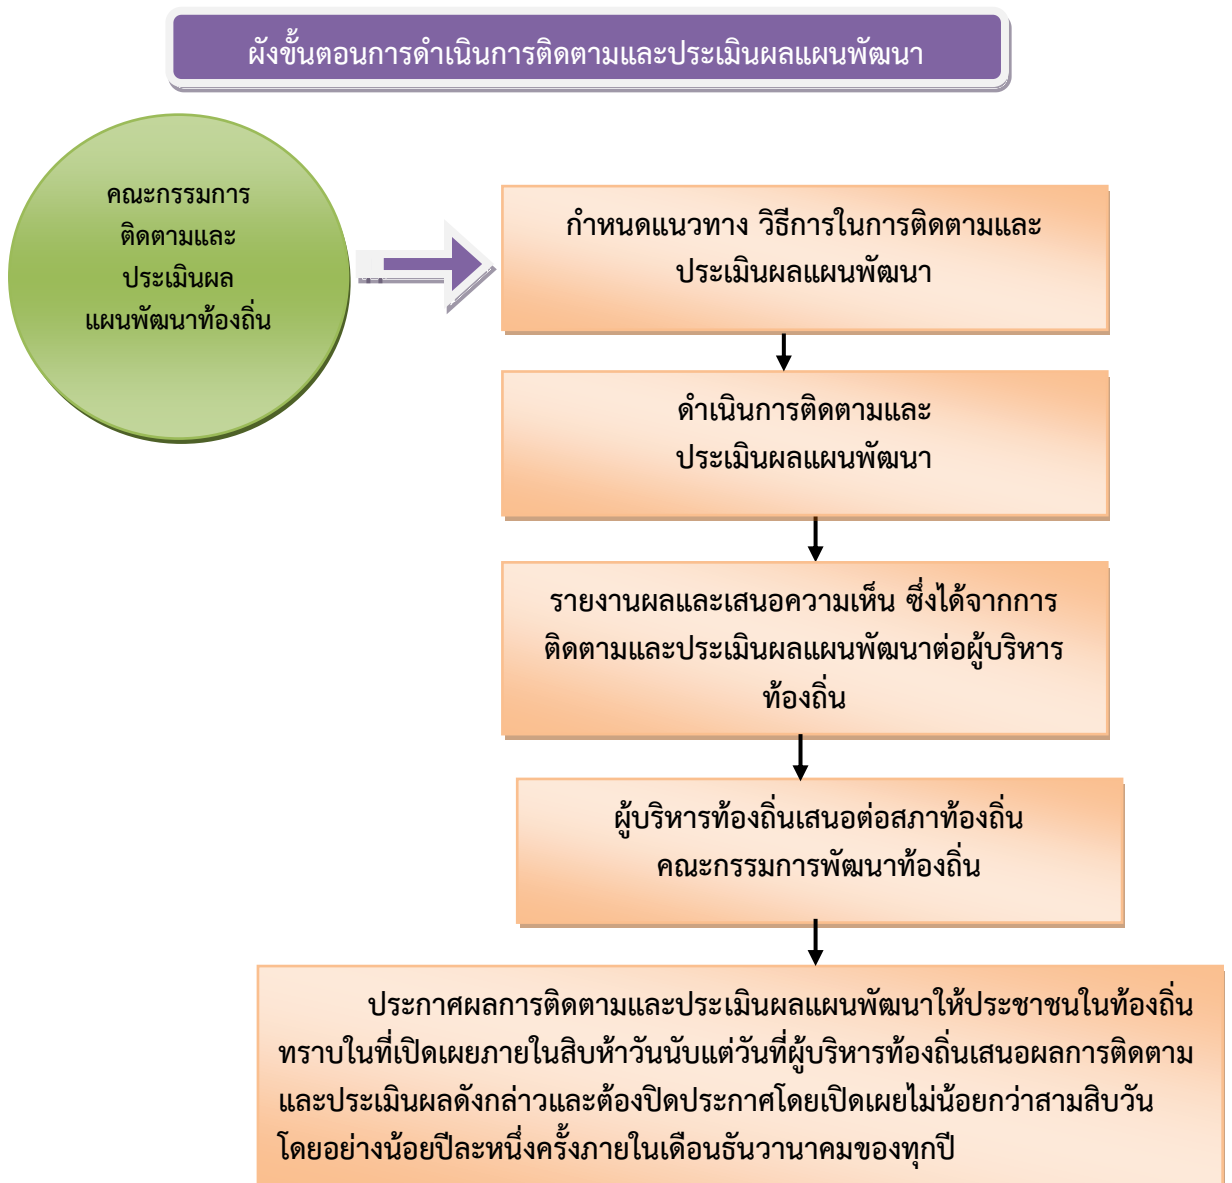 ผังขั้นตอนการดำเนินการติดตามและประเมินผลแผนพัฒนา
คณะกรรมการ
ติดตามและ
ประเมินผล
แผนพัฒนาท้องถิ่น
กำหนดแนวทาง วิธีการในการติดตามและ
ประเมินผลแผนพัฒนา
ดำเนินการติดตามและ
ประเมินผลแผนพัฒนา
รายงานผลและเสนอความเห็น ซึ่งได้จากการ
ติดตามและประเมินผลแผนพัฒนาต่อผู้บริหาร
ท้องถิ่น
ผู้บริหารท้องถิ่นเสนอต่อสภาท้องถิ่น
คณะกรรมการพัฒนาท้องถิ่น
ประกาศผลการติดตามและประเมินผลแผนพัฒนาให้ประชาชนในท้องถิ่น
ทราบในที่เปิดเผยภายในสิบห้าวันนับแต่วันที่ผู้บริหารท้องถิ่นเสนอผลการติดตาม
และประเมินผลดังกล่าวและต้องปิดประกาศโดยเปิดเผยไม่น้อยกว่าสามสิบวัน
โดยอย่างน้อยปีละหนึ่งครั้งภายในเดือนธันวานาคมของทุกปี